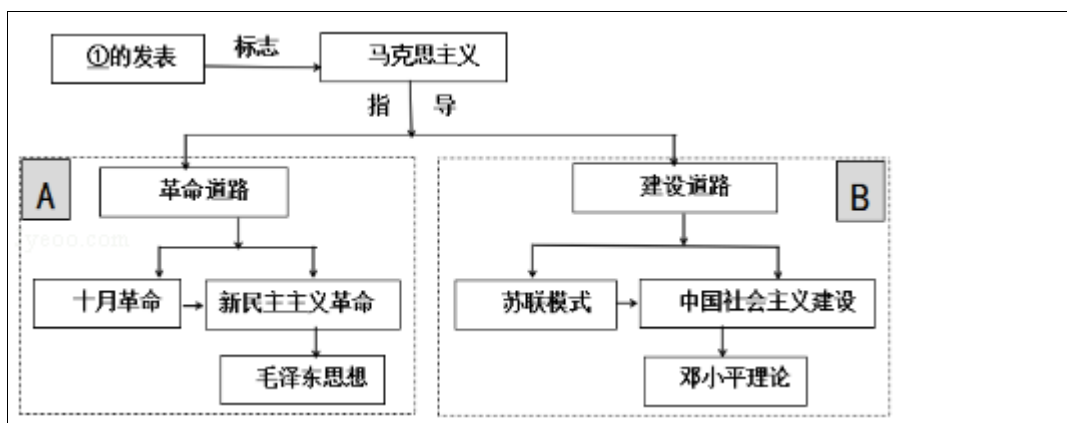 ①的发表
标志
马克思主义
指 导
A
革命道路
建设道路
B
yeoo.com
十月革命
新民主主义革命
苏联模式
中国社会主义建设
毛泽东思想
邓小平理论